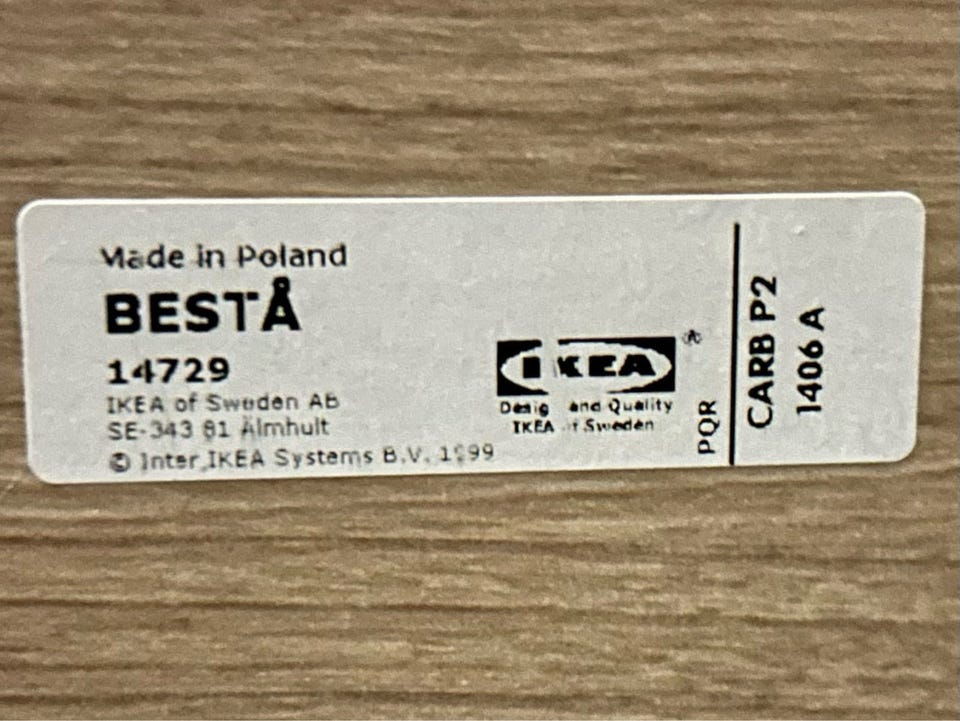 Made in Poland
BESTÅ
14729
IKEA of Sweden AB
SE-343 81 Älmhult
© Inter IKEA Systems B.V. 1999
IKEA®
Desig and Quality
IKEA of Sweden
PQR
CARB P2
1406 A